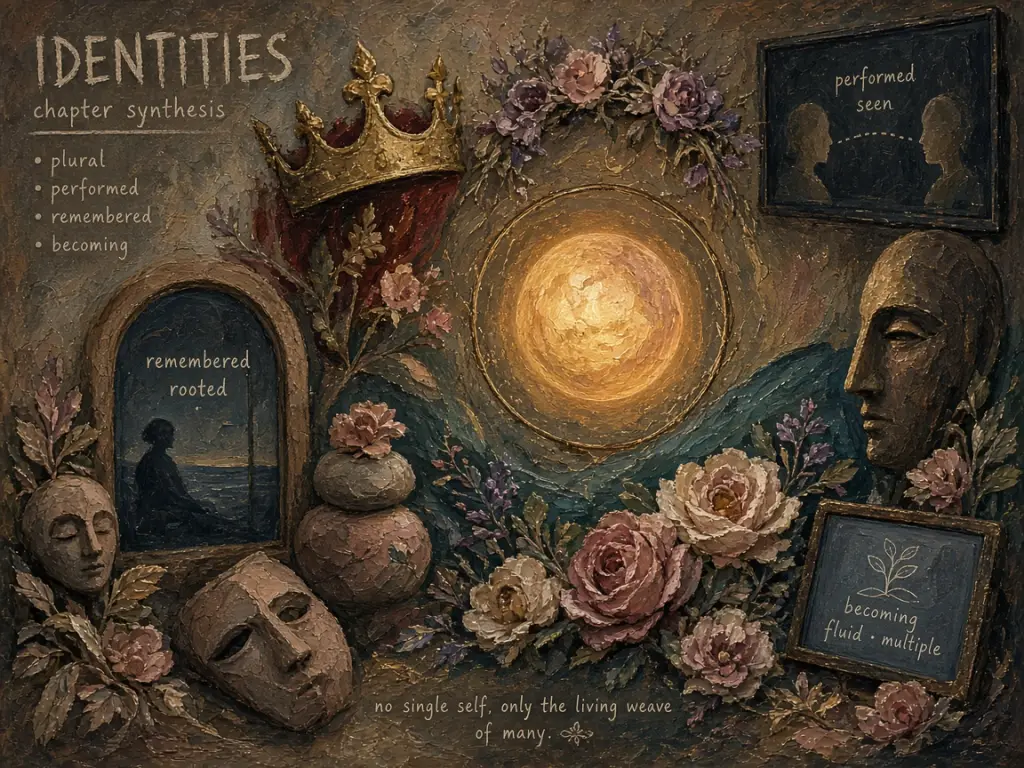 IDENTITIES
chapter synthesis
• plural
• performed
• remembered
• becoming
performed
seen
remembered
rooted
becoming
fluid • multiple
no single self, only the living weave
of many.